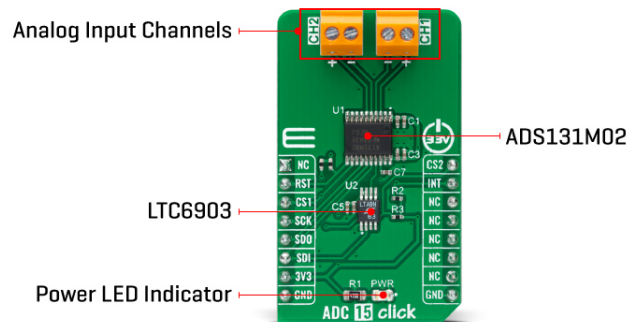 Analog Input Channels
CH2
CH1
+ - - +
U1
C1
ADS131M02
3.3V
C3
NC
CS2
RST
C7
INT
U2
CS1
R2
NC
LTC6903
C5
SCK
R3
NC
SDO
NC
SDI
NC
3V3
NC
Power LED Indicator
R1
PWR
GND
GND
ADC 15 click